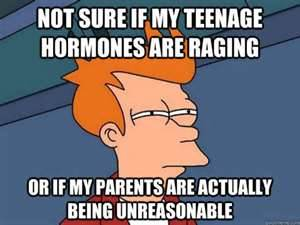 NOT SURE IF MY TEENAGE
HORMONES ARE RAGING
OR IF MY PARENTS ARE ACTUALLY
BEING UNREASONABLE